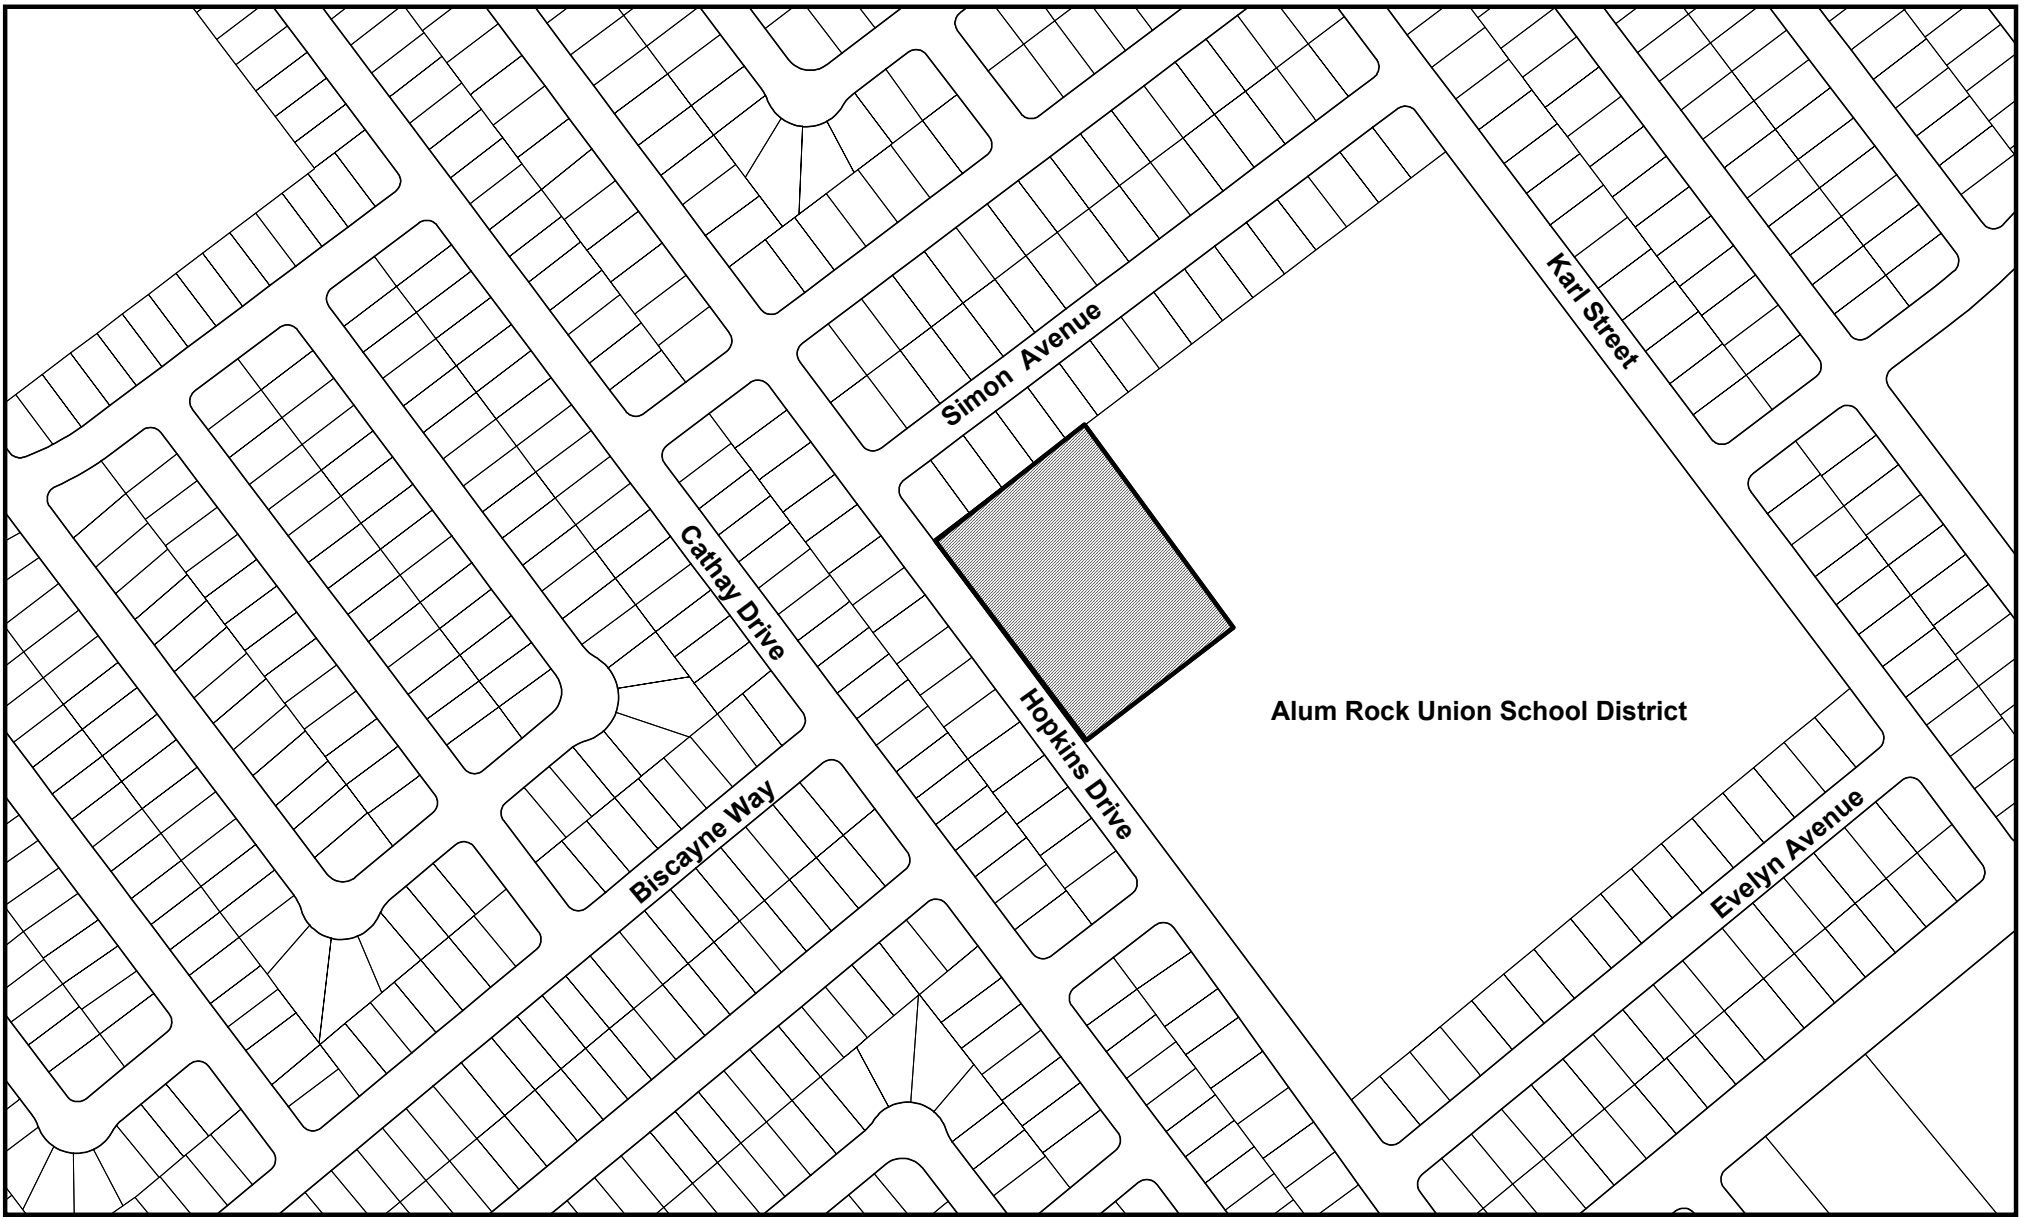 Karl Street
Simon Avenue
Cathay Drive
Hopkins Drive
Alum Rock Union School District
Biscayne Way
Evelyn Avenue